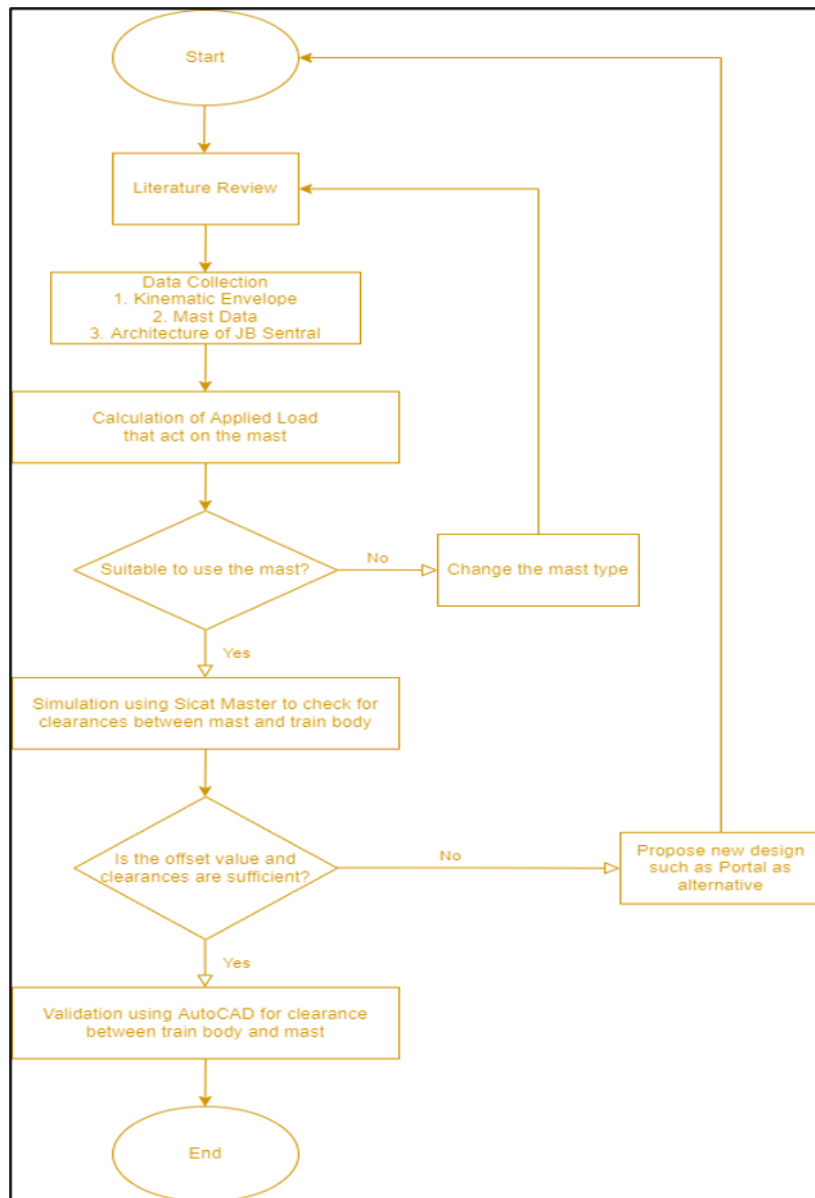 Start
Literature Review
Data Collection
1. Kinematic Envelope
2. Mast Data
3. Architecture of JB Sentral
Calculation of Applied Load
that act on the mast
Suitable to use the mast?
No
Change the mast type
Yes
Simulation using Sicat Master to check for
clearances between mast and train body
Is the offset value and
clearances are sufficient?
No
Propose new design
such as Portal as
alternative
Yes
Validation using AutoCAD for clearance
between train body and mast
End